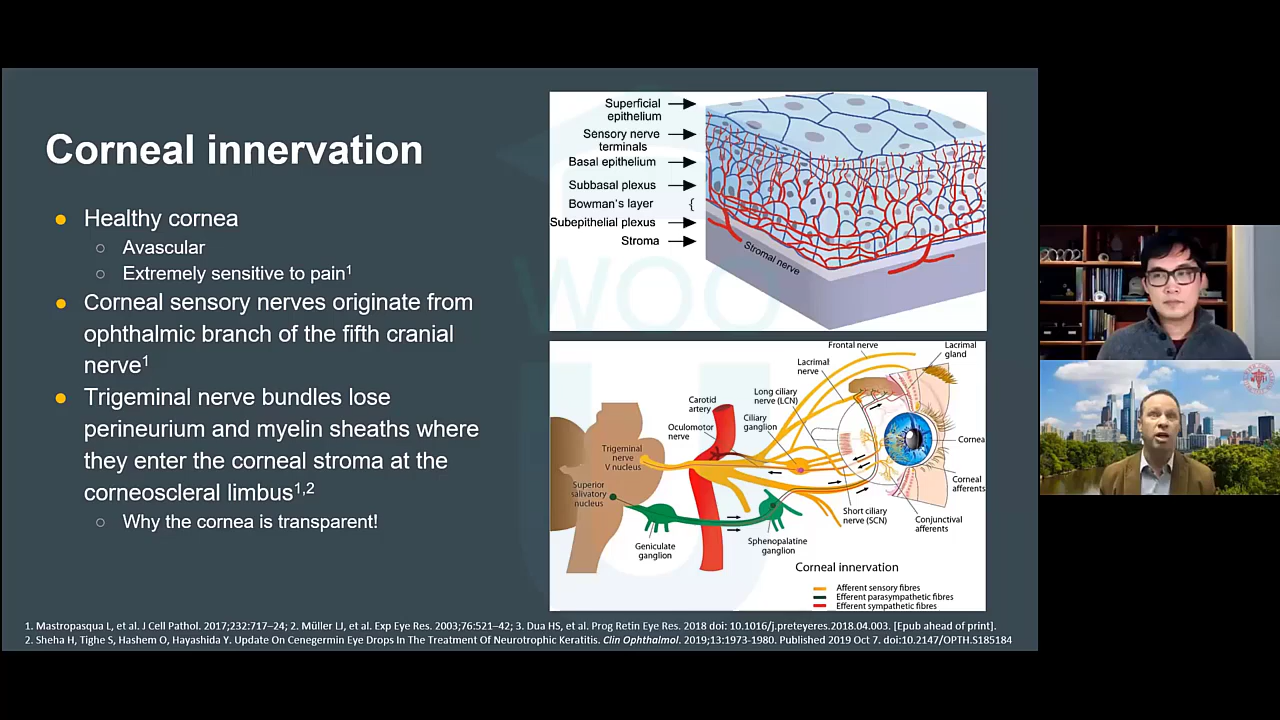 Corneal innervation
● Healthy cornea
○ Avascular
○ Extremely sensitive to pain1
● Corneal sensory nerves originate from
ophthalmic branch of the fifth cranial
nerve1
● Trigeminal nerve bundles lose
perineurium and myelin sheaths where
they enter the corneal stroma at the
corneoscleral limbus1,2
○ Why the cornea is transparent!
Superficial
epithelium
Sensory nerve
terminals
Basal epithelium
Subbasal plexus
Bowman's layer {
Subepithelial plexus
Stroma
Stromal nerve
WOO
U
Frontal nerve
Lacrimal
gland
Lacrimal
nerve
Long ciliary
nerve (LCN)
Carotid
artery
Ciliary
ganglion
Oculomotor
nerve
Cornea
Trigeminal
nerve
V nucleus
Superior
salivatory
nucleus
Corneal
afferents
Short ciliary
nerve (SCN)
Conjunctival
afferents
Geniculate
ganglion
Sphenopalatine
ganglion
Corneal innervation
Afferent sensory fibres
Efferent parasympathetic fibres
Efferent sympathetic fibres
1. Mastropasqua L, et al. J Cell Pathol. 2017;232:717–24; 2. Müller LJ, et al. Exp Eye Res. 2003;76:521–42; 3. Dua HS, et al. Prog Retin Eye Res. 2018 doi: 10.1016/j.preteyeres.2018.04.003. [Epub ahead of print].
2. Sheha H, Tighe S, Hashem O, Hayashida Y. Update On Cenegermin Eye Drops In The Treatment Of Neurotrophic Keratitis. Clin Ophthalmol. 2019;13:1973-1980. Published 2019 Oct 7. doi:10.2147/OPTH.S185184